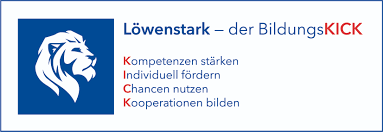 Löwenstark – der BildungsKICK
Kompetenzen stärken
Individuell fördern
Chancen nutzen
Kooperationen bilden